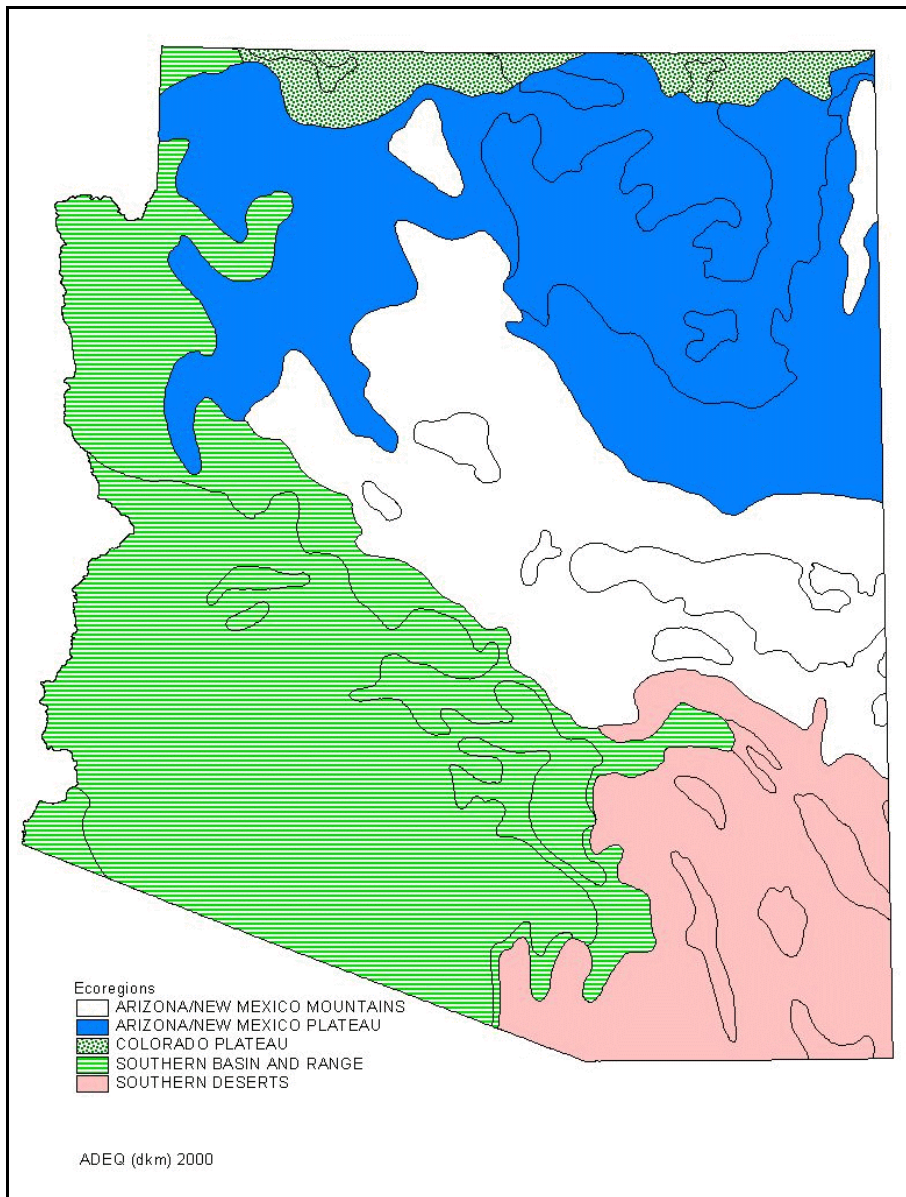 Ecoregions
ARIZONA/NEW MEXICO MOUNTAINS
ARIZONA/NEW MEXICO PLATEAU
COLORADO PLATEAU
SOUTHERN BASIN AND RANGE
SOUTHERN DESERTS
ADEQ (dkm) 2000